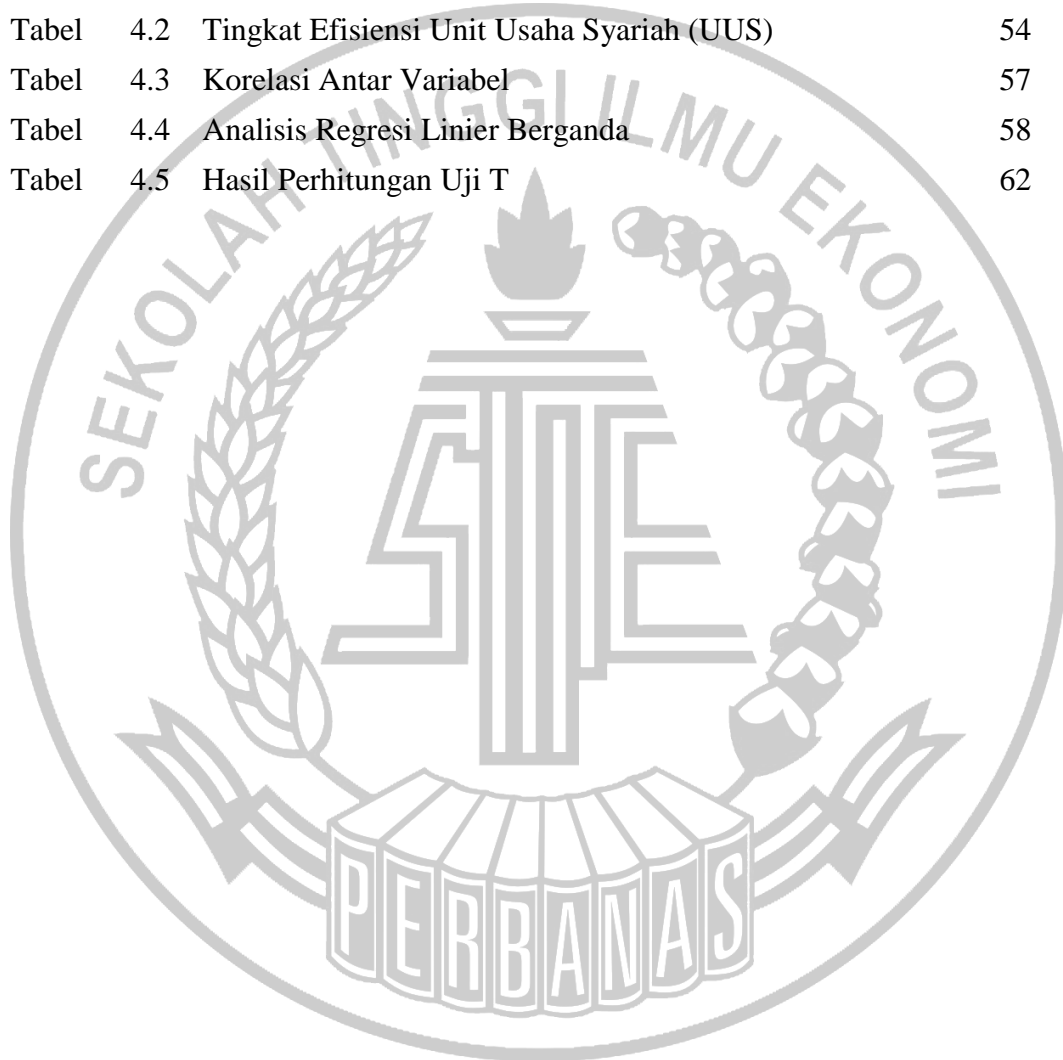 Tabel 4.2 Tingkat Efisiensi Unit Usaha Syariah (UUS) 54
Tabel 4.3 Korelasi Antar Variabel 57
Tabel 4.4 Analisis Regresi Linier Berganda 58
Tabel 4.5 Hasil Perhitungan Uji T 62
SEKOLAH TINGGI ILMU EKONOMI
STIE
PERBANAS